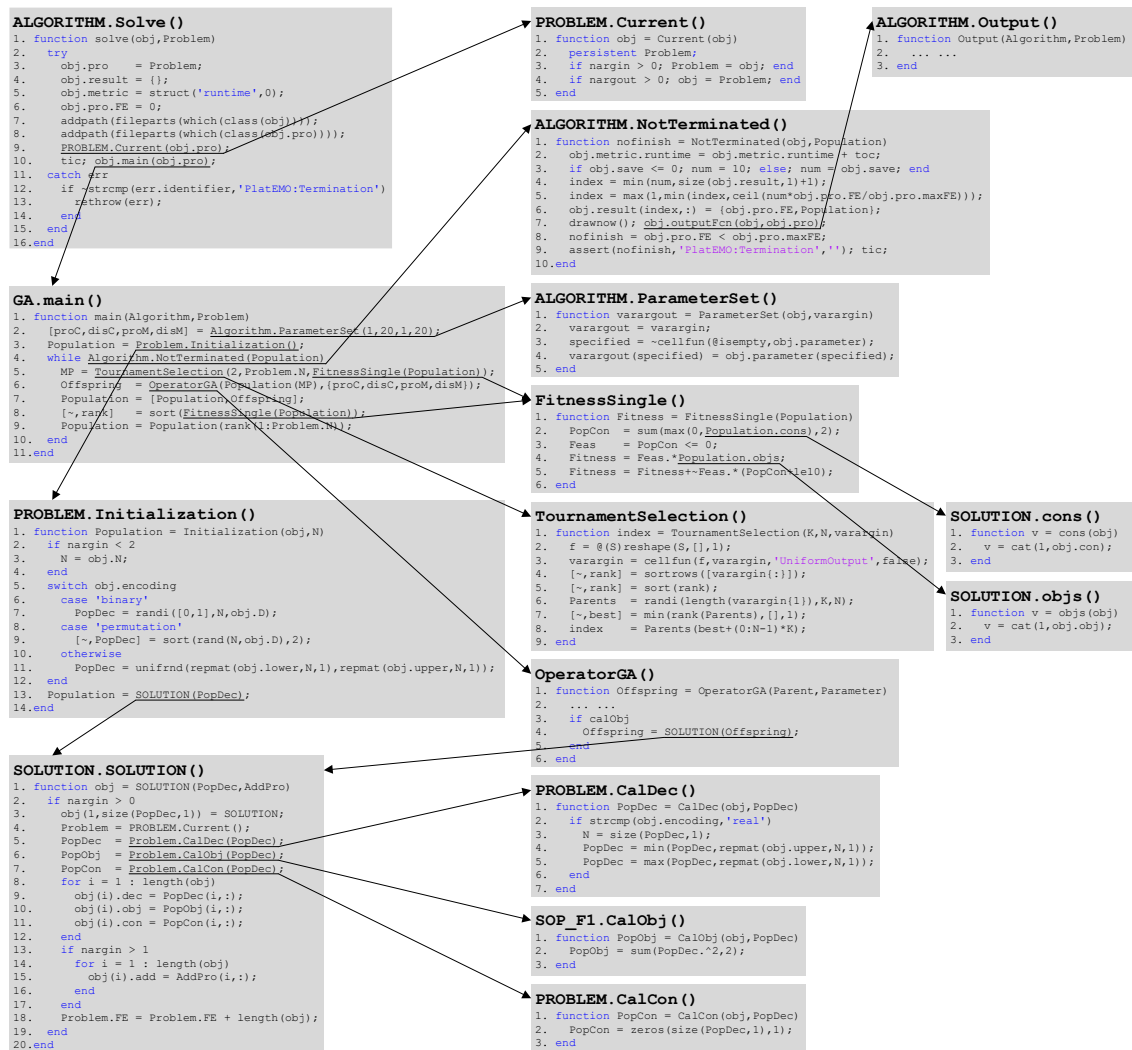 ALGORITHM.Solve()
1. function solve(obj,Problem)
2. try
3. obj.pro    = Problem;
4. obj.result = {};
5. obj.metric = struct('runtime',0);
6. obj.pro.FE = 0;
7. addpath(fileparts(which(class(obj))));
8. addpath(fileparts(which(class(obj.pro))));
9. PROBLEM.Current(obj.pro);
10. tic; obj.main(obj.pro);
11. catch err
12. if ~strcmp(err.identifier,'PlatEMO:Termination')
13. rethrow(err);
14. end
15. end
16.end
GA.main()
1. function main(Algorithm,Problem)
2. [proC,disC,proM,disM] = Algorithm.ParameterSet(1,20,1,20);
3. Population = Problem.Initialization();
4. while Algorithm.NotTerminated(Population)
5. MP = TournamentSelection(2,Problem.N,FitnessSingle(Population));
6. Offspring  = OperatorGA(Population(MP),{proC,disC,proM,disM});
7. Population = [Population,Offspring];
8. [~,rank]   = sort(FitnessSingle(Population));
9. Population = Population(rank(1:Problem.N));
10. end
11.end
PROBLEM.Initialization()
1. function Population = Initialization(obj,N)
2. if nargin < 2
3. N = obj.N;
4. end
5. switch obj.encoding
6. case 'binary'
7. PopDec = randi([0,1],N,obj.D);
8. case 'permutation'
9. [~,PopDec] = sort(rand(N,obj.D),2);
10. otherwise
11. PopDec = unifrnd(repmat(obj.lower,N,1),repmat(obj.upper,N,1));
12. end
13. Population = SOLUTION(PopDec);
14.end
SOLUTION.SOLUTION()
1. function obj = SOLUTION(PopDec,AddPro)
2. if nargin > 0
3. obj(1,size(PopDec,1)) = SOLUTION;
4. Problem = PROBLEM.Current();
5. PopDec  = Problem.CalDec(PopDec);
6. PopObj  = Problem.CalObj(PopDec);
7. PopCon  = Problem.CalCon(PopDec);
8. for i = 1 : length(obj)
9. obj(i).dec = PopDec(i,:);
10. obj(i).obj = PopObj(i,:);
11. obj(i).con = PopCon(i,:);
12. end
13. if nargin > 1
14. for i = 1 : length(obj)
15. obj(i).add = AddPro(i,:);
16. end
17. end
18. Problem.FE = Problem.FE + length(obj);
19. end
20.end
PROBLEM.Current()
1. function obj = Current(obj)
2. persistent Problem;
3. if nargin > 0; Problem = obj; end
4. if nargout > 0; obj = Problem; end
5. end
ALGORITHM.Output()
1. function Output(Algorithm,Problem)
2. ... ...
3. end
ALGORITHM.NotTerminated()
1. function nofinish = NotTerminated(obj,Population)
2. obj.metric.runtime = obj.metric.runtime + toc;
3. if obj.save <= 0; num = 10; else; num = obj.save; end
4. index = min(num,size(obj.result,1)+1);
5. index = max(1,min(index,ceil(num*obj.pro.FE/obj.pro.maxFE)));
6. obj.result(index,:) = {obj.pro.FE,Population};
7. drawnow(); obj.outputFcn(obj,obj.pro);
8. nofinish = obj.pro.FE < obj.pro.maxFE;
9. assert(nofinish,'PlatEMO:Termination',''); tic;
10.end
ALGORITHM.ParameterSet()
1. function varargout = ParameterSet(obj,varargin)
2. varargout = varargin;
3. specified = ~cellfun(@isempty,obj.parameter);
4. varargout(specified) = obj.parameter(specified);
5. end
FitnessSingle()
1. function Fitness = FitnessSingle(Population)
2. PopCon  = sum(max(0,Population.cons),2);
3. Feas    = PopCon <= 0;
4. Fitness = Feas.*Population.objs;
5. Fitness = Fitness+~Feas.*(PopCon+1e10);
6. end
TournamentSelection()
1. function index = TournamentSelection(K,N,varargin)
2. f = @(S)reshape(S,[],1);
3. varargin = cellfun(f,varargin,'UniformOutput',false);
4. [~,rank] = sortrows([varargin{:}]);
5. [~,rank] = sort(rank);
6. Parents  = randi(length(varargin{1}),K,N);
7. [~,best] = min(rank(Parents),[],1);
8. index    = Parents(best+(0:N-1)*K);
9. end
SOLUTION.cons()
1. function v = cons(obj)
2. v = cat(1,obj.con);
3. end
SOLUTION.objs()
1. function v = objs(obj)
2. v = cat(1,obj.obj);
3. end
OperatorGA()
1. function Offspring = OperatorGA(Parent,Parameter)
2. ... ...
3. if calObj
4. Offspring = SOLUTION(Offspring);
5. end
6. end
PROBLEM.CalDec()
1. function PopDec = CalDec(obj,PopDec)
2. if strcmp(obj.encoding,'real')
3. N = size(PopDec,1);
4. PopDec = min(PopDec,repmat(obj.upper,N,1));
5. PopDec = max(PopDec,repmat(obj.lower,N,1));
6. end
7. end
SOP_F1.CalObj()
1. function PopObj = CalObj(obj,PopDec)
2. PopObj = sum(PopDec.^2,2);
3. end
PROBLEM.CalCon()
1. function PopCon = CalCon(obj,PopDec)
2. PopCon = zeros(size(PopDec,1),1);
3. end